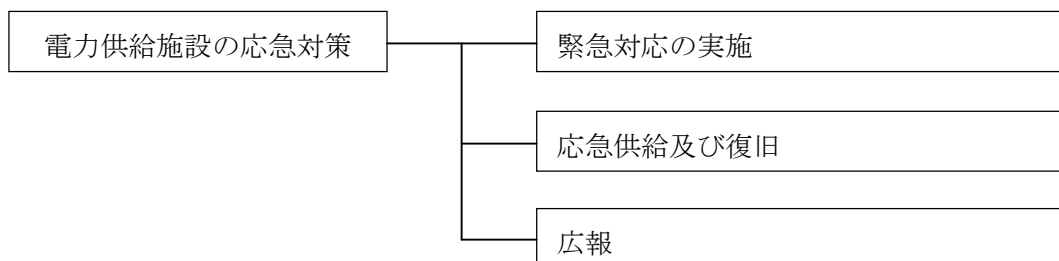 電力供給施設の応急対策
緊急対応の実施
応急供給及び復旧
広報